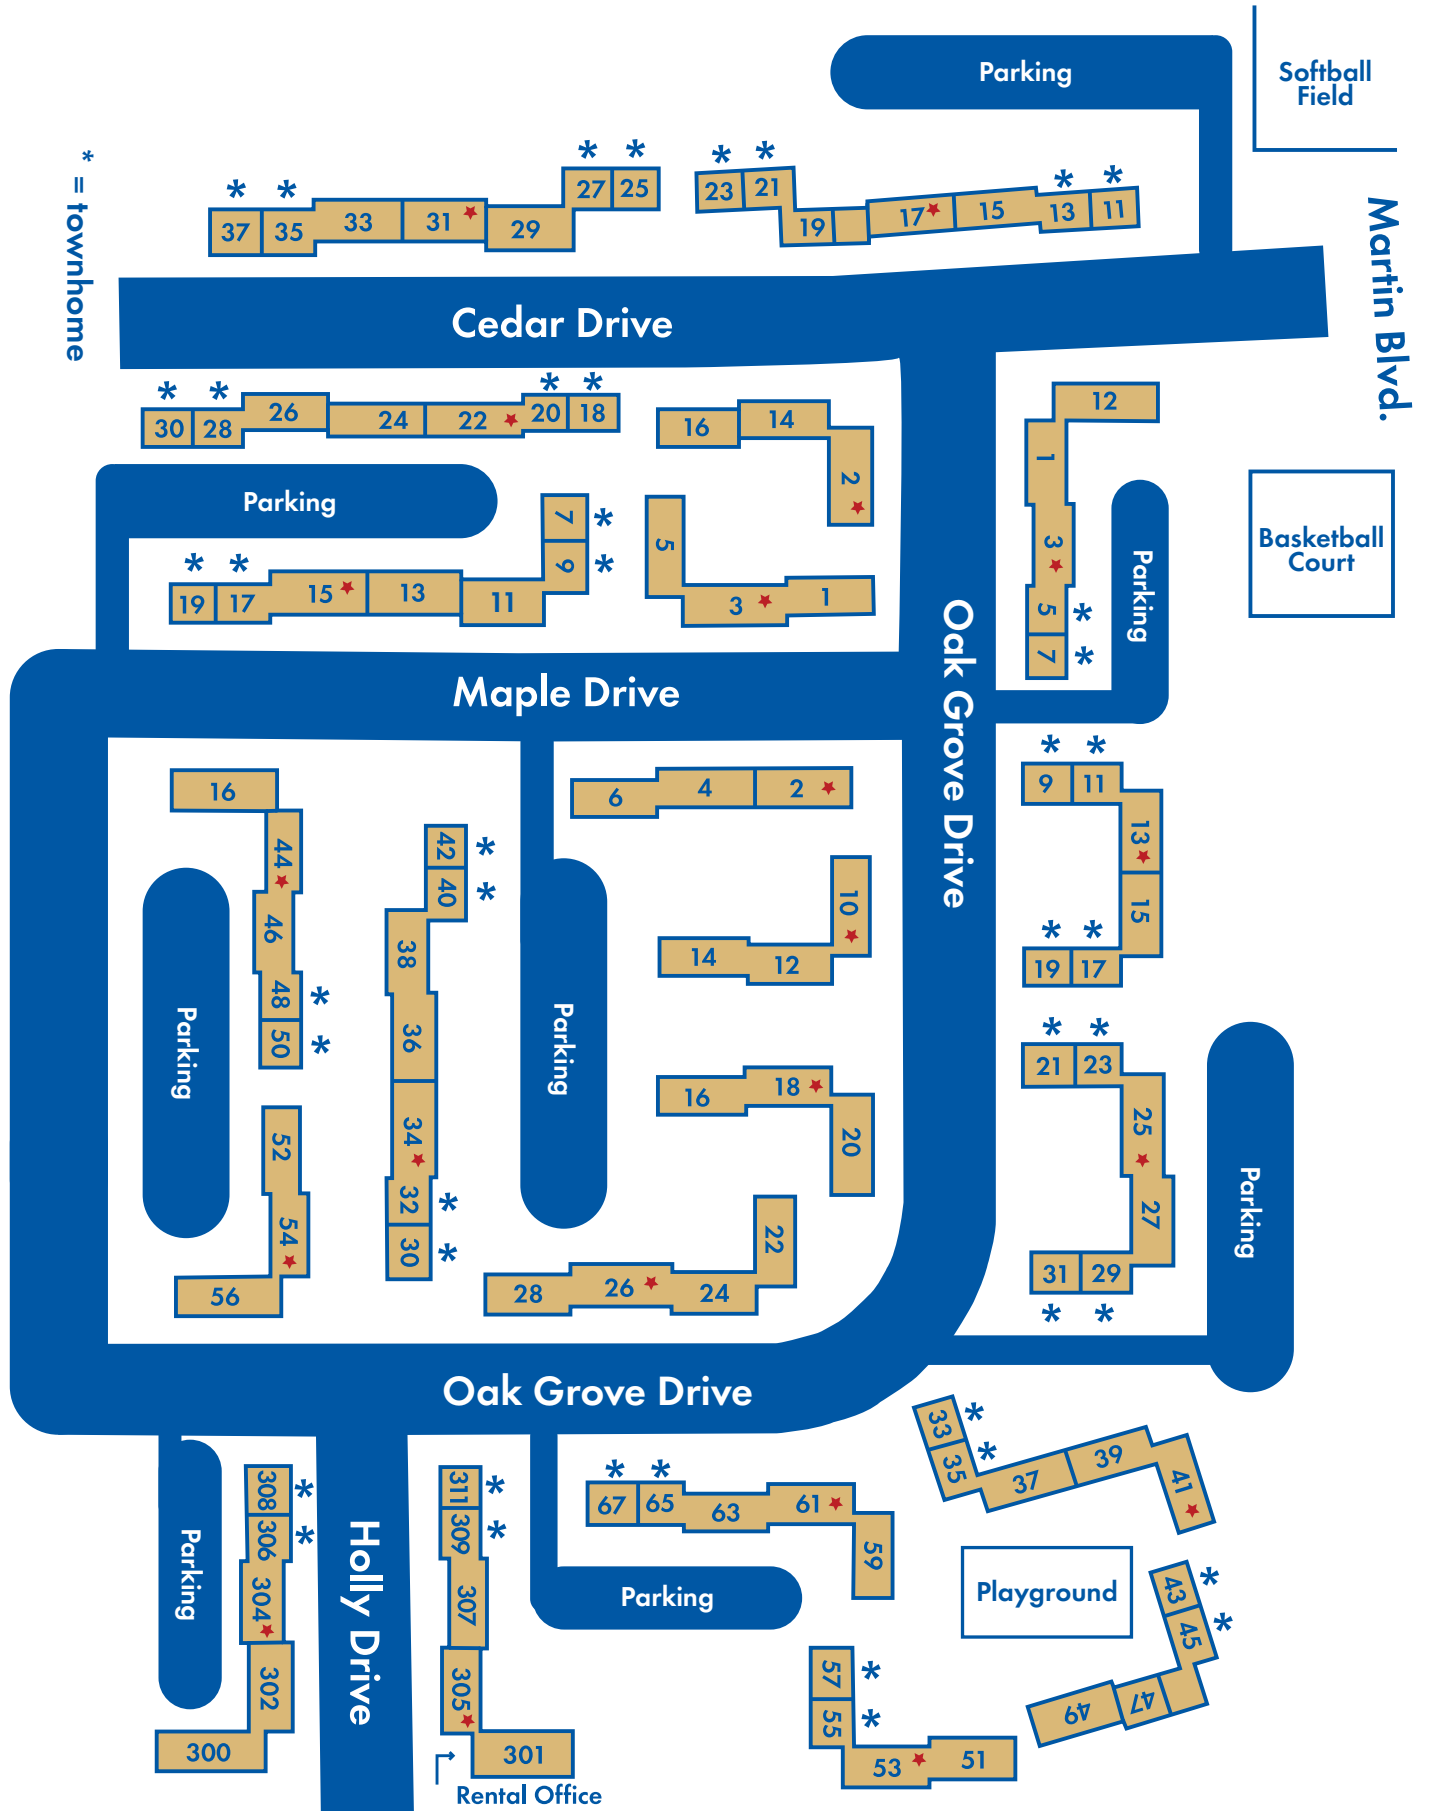 Parking
Softball
Field
* = townhome
Martin Blvd.
* * * * * * * *
37 35 33 31 29 27 25 23 21 19 17 15 13 11
Cedar Drive
* * * *
30 28 26 24 22 20 18
16 14 2
12
1
3
5 *
7 *
Parking
Parking
Basketball
Court
7 *
9 *
* *
19 17 15 13 11
5 3 1
Maple Drive
Oak Grove Drive
* *
9 11
13
15
* *
19 17
16
44
46
48 *
50 *
Parking
52
54
56
42 *
40 *
38
36
34
32 *
30 *
Parking
6 4 2
10
14 12
16 18
20
22
28 26 24
* *
21 23
25
27
31 29
* *
Parking
Oak Grove Drive
Parking
308 *
306 *
304
302
300
Holly Drive
311 *
309 *
307
305
301
Rental Office
* *
67 65 63 61
59
Parking
33 *
35 *
37 39
41
Playground
43 *
45 *
47
49
57 *
55 *
53 51